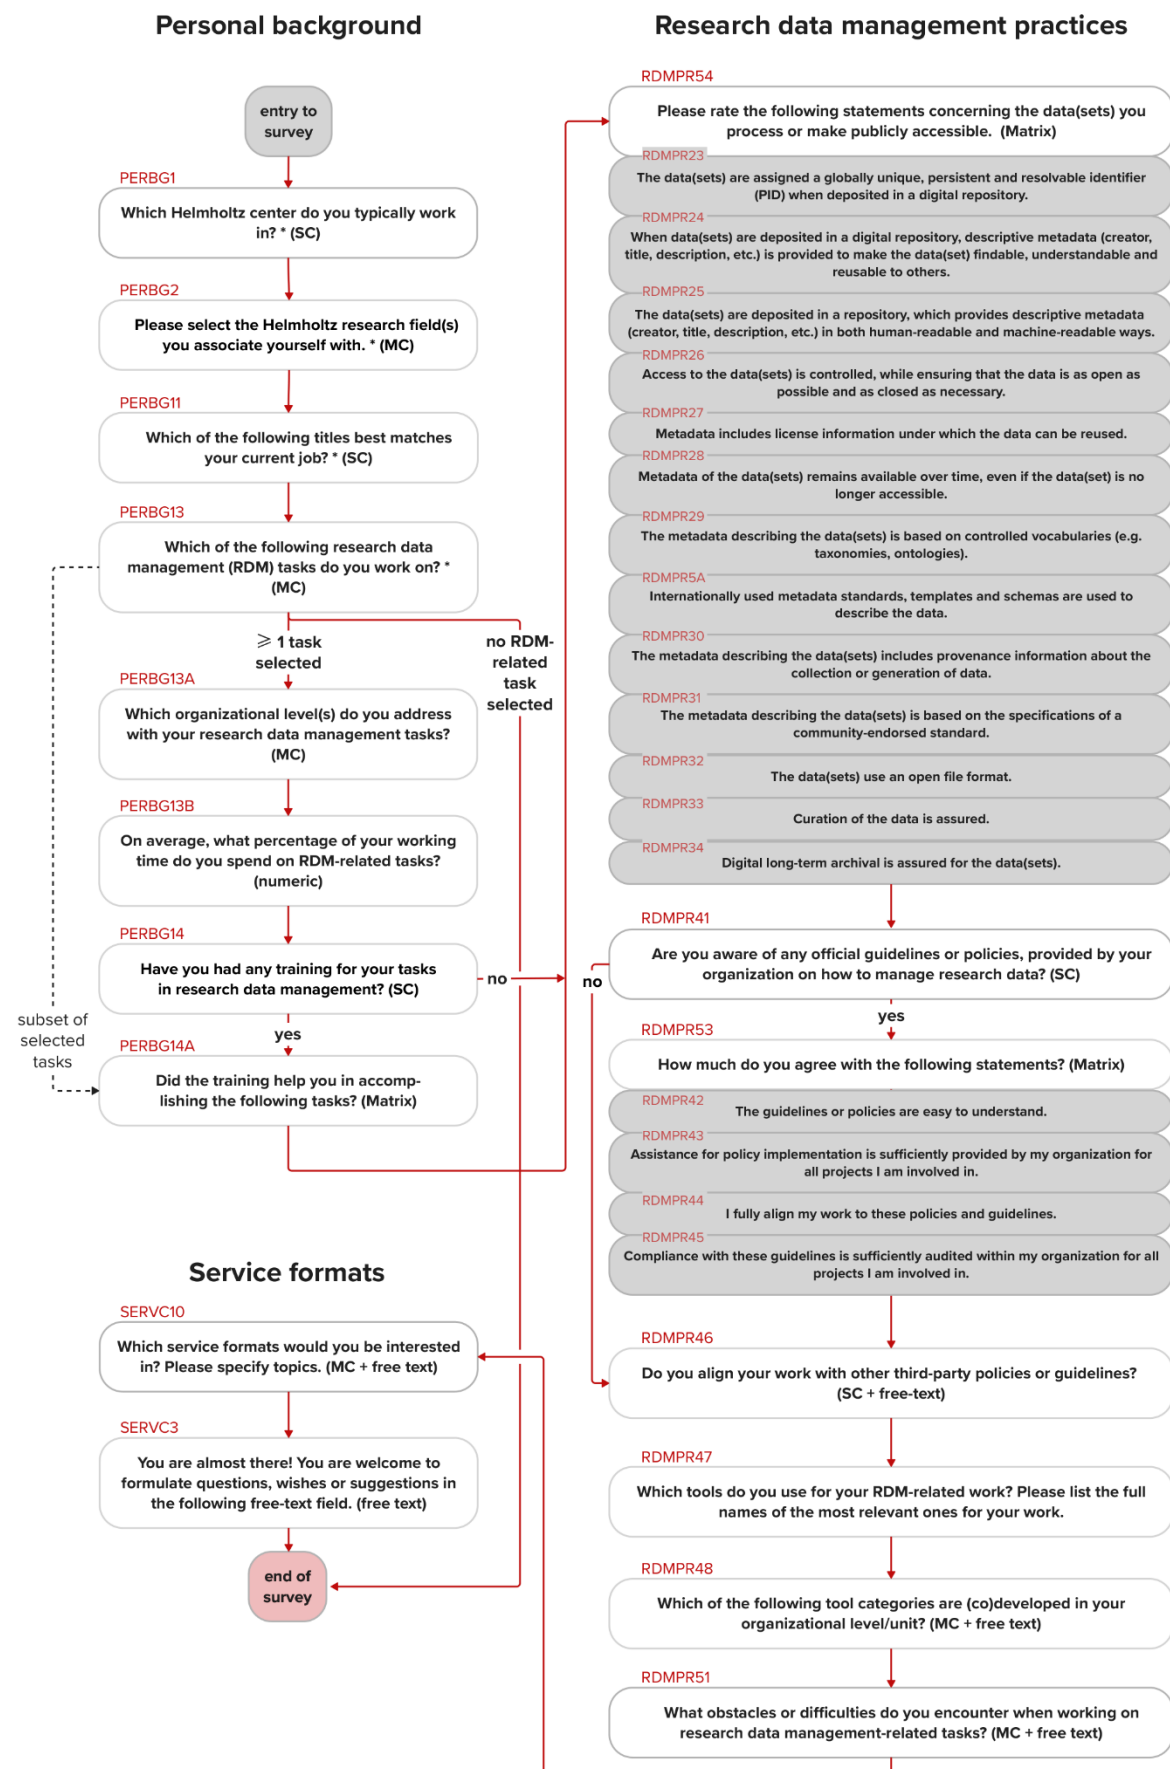 Personal background
entry to
survey
PERBG1
Which Helmholtz center do you typically work
in? * (SC)
PERBG2
Please select the Helmholtz research field(s)
you associate yourself with. * (MC)
PERBG11
Which of the following titles best matches
your current job? * (SC)
PERBG13
Which of the following research data
management (RDM) tasks do you work on? *
(MC)
⩾ 1 task
selected
no RDM-
related
task
selected
PERBG13A
Which organizational level(s) do you address
with your research data management tasks?
(MC)
PERBG13B
On average, what percentage of your working
time do you spend on RDM-related tasks?
(numeric)
PERBG14
Have you had any training for your tasks
in research data management? (SC)
no
yes
subset of
selected
tasks
PERBG14A
Did the training help you in accomp-
lishing the following tasks? (Matrix)
Service formats
SERVC10
Which service formats would you be interested
in? Please specify topics. (MC + free text)
SERVC3
You are almost there! You are welcome to
formulate questions, wishes or suggestions in
the following free-text field. (free text)
end of
survey
Research data management practices
RDMPR54
Please rate the following statements concerning the data(sets) you
process or make publicly accessible. (Matrix)
RDMPR23
The data(sets) are assigned a globally unique, persistent and resolvable identifier
(PID) when deposited in a digital repository.
RDMPR24
When data(sets) are deposited in a digital repository, descriptive metadata (creator,
title, description, etc.) is provided to make the data(set) findable, understandable and
reusable to others.
RDMPR25
The data(sets) are deposited in a repository, which provides descriptive metadata
(creator, title, description, etc.) in both human-readable and machine-readable ways.
RDMPR26
Access to the data(sets) is controlled, while ensuring that the data is as open as
possible and as closed as necessary.
RDMPR27
Metadata includes license information under which the data can be reused.
RDMPR28
Metadata of the data(sets) remains available over time, even if the data(set) is no
longer accessible.
RDMPR29
The metadata describing the data(sets) is based on controlled vocabularies (e.g.
taxonomies, ontologies).
RDMPR5A
Internationally used metadata standards, templates and schemas are used to
describe the data.
RDMPR30
The metadata describing the data(sets) includes provenance information about the
collection or generation of data.
RDMPR31
The metadata describing the data(sets) is based on the specifications of a
community-endorsed standard.
RDMPR32
The data(sets) use an open file format.
RDMPR33
Curation of the data is assured.
RDMPR34
Digital long-term archival is assured for the data(sets).
RDMPR41
Are you aware of any official guidelines or policies, provided by your
organization on how to manage research data? (SC)
no
yes
RDMPR53
How much do you agree with the following statements? (Matrix)
RDMPR42
The guidelines or policies are easy to understand.
RDMPR43
Assistance for policy implementation is sufficiently provided by my organization for
all projects I am involved in.
RDMPR44
I fully align my work to these policies and guidelines.
RDMPR45
Compliance with these guidelines is sufficiently audited within my organization for all
projects I am involved in.
RDMPR46
Do you align your work with other third-party policies or guidelines?
(SC + free-text)
RDMPR47
Which tools do you use for your RDM-related work? Please list the full
names of the most relevant ones for your work.
RDMPR48
Which of the following tool categories are (co)developed in your
organizational level/unit? (MC + free text)
RDMPR51
What obstacles or difficulties do you encounter when working on
research data management-related tasks? (MC + free text)